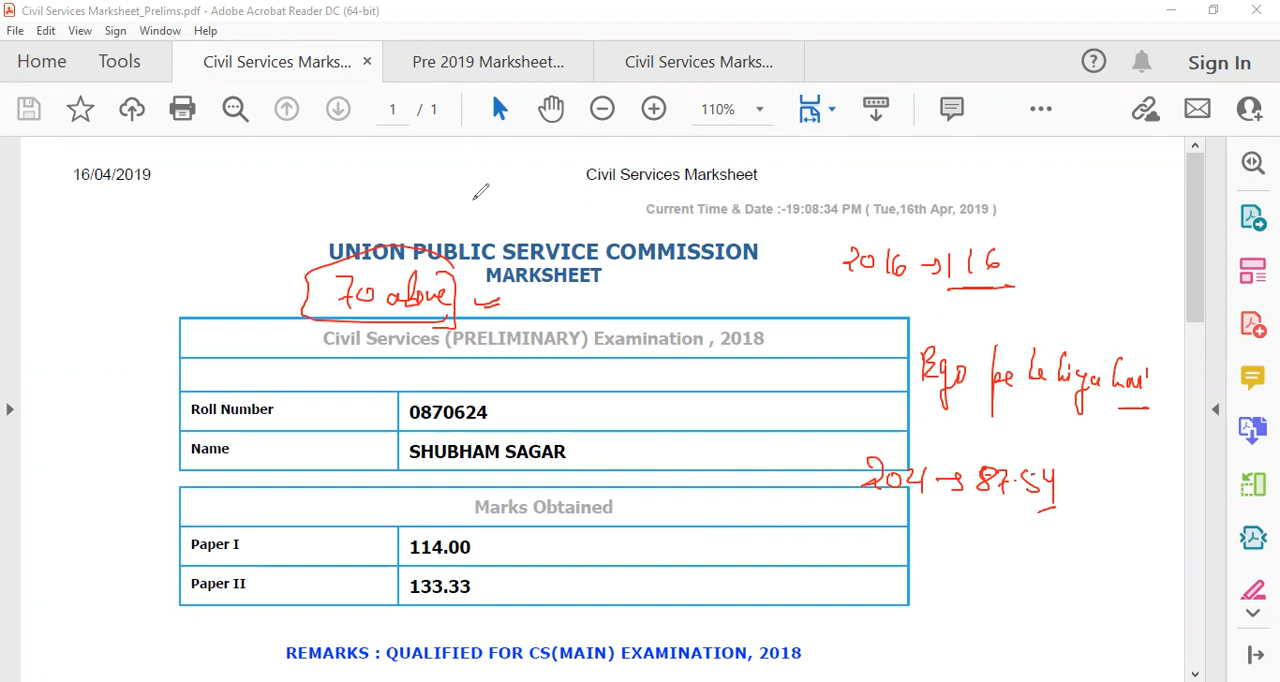 Civil Services Marksheet_Prelims.pdf - Adobe Acrobat Reader DC (64-bit)
File Edit View Sign Window Help
Home Tools Civil Services Marks... × Pre 2019 Marksheet... Civil Services Marks... Sign In
1 / 1 110%
16/04/2019 Civil Services Marksheet
Current Time & Date :-19:08:34 PM ( Tue,16th Apr, 2019 )
UNION PUBLIC SERVICE COMMISSION
2016 → 116
MARKSHEET
70 above
Civil Services (PRELIMINARY) Examination , 2018
pe
Roll Number 0870624
Name SHUBHAM SAGAR
2021 → 87.54
Marks Obtained
Paper I 114.00
Paper II 133.33
REMARKS : QUALIFIED FOR CS(MAIN) EXAMINATION, 2018